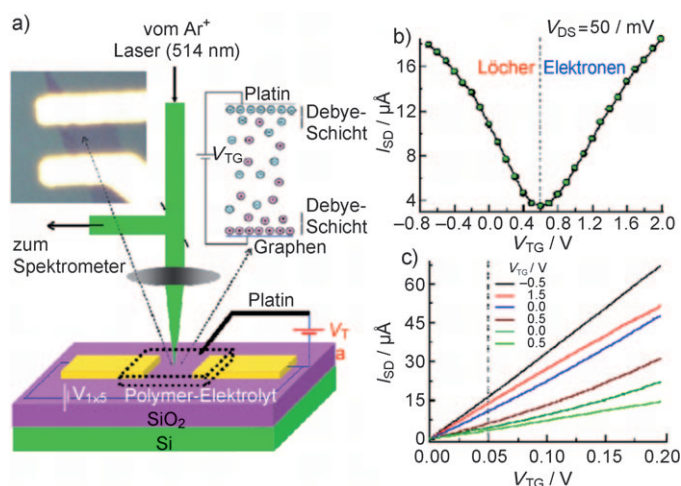 a)
vom Ar+
Laser (514 nm)
Platin
Debye-
Schicht
VTG
Debye-
Schicht
Graphen
zum
Spektrometer
Platin
VT
a
V1x5
Polymer-Elektrolyt
SiO2
Si
b)
VDS=50 / mV
Löcher
Elektronen
ISD / µA
16
12
8
4
−0.8
−0.4
0.0
0.4
0.8
1.2
1.6
2.0
VTG / V
c)
VTG / V
−0.5
1.5
0.0
0.5
0.0
0.5
ISD / µA
60
45
30
15
0
0.00
0.05
0.10
0.15
0.20
VTG / V